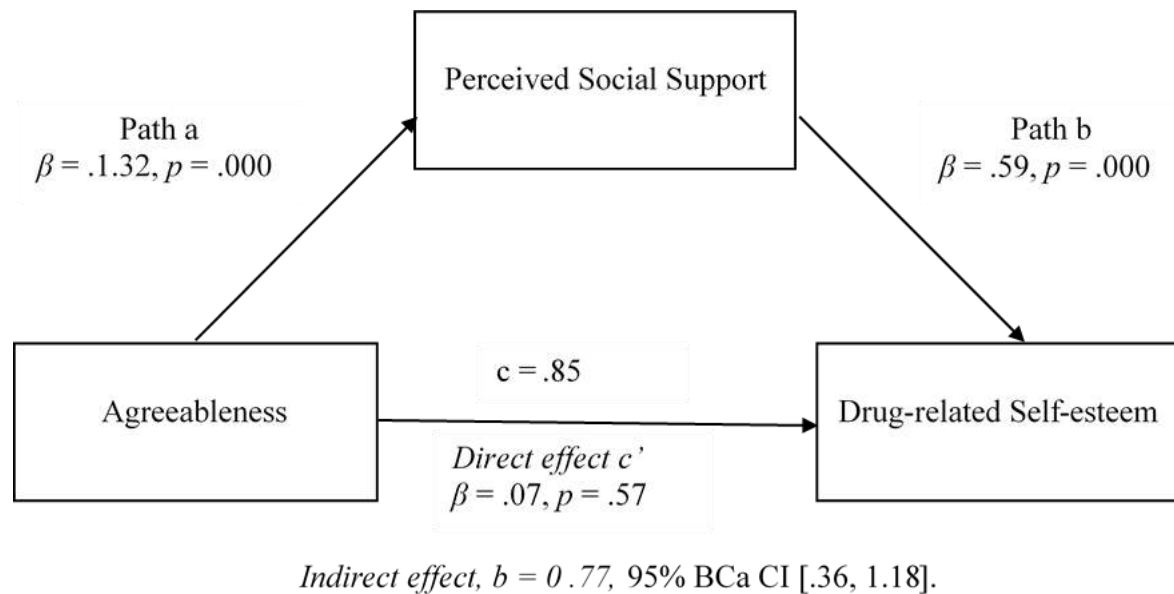 Perceived Social Support
Path a
β = .1.32, p = .000
Path b
β = .59, p = .000
c = .85
Agreeableness
Drug-related Self-esteem
Direct effect c’
β = .07, p = .57
Indirect effect, b = 0 .77, 95% BCa CI [.36, 1.18].